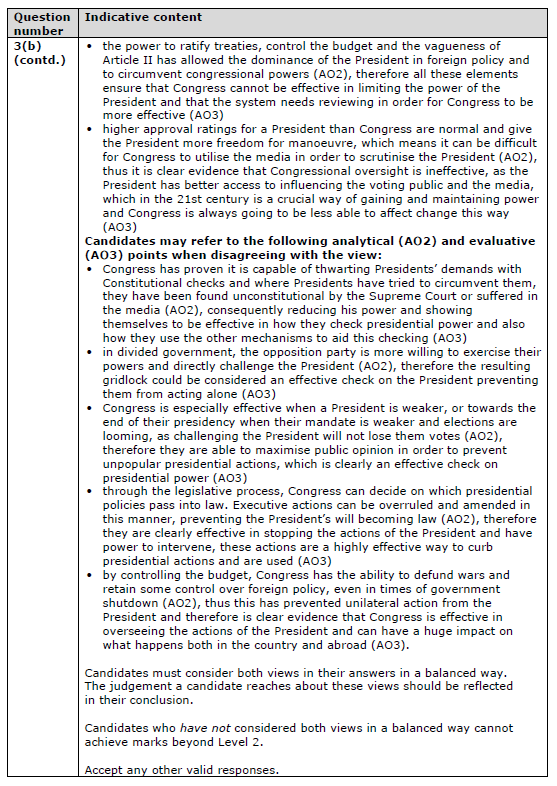 Question number
Indicative content
3(b) (contd.)
• the power to ratify treaties, control the budget and the vagueness of
Article II has allowed the dominance of the President in foreign policy and
to circumvent congressional powers (AO2), therefore all these elements
ensure that Congress cannot be effective in limiting the power of the
President and that the system needs reviewing in order for Congress to be
more effective (AO3)
• higher approval ratings for a President than Congress are normal and give
the President more freedom for manoeuvre, which means it can be difficult
for Congress to utilise the media in order to scrutinise the President (AO2),
thus it is clear evidence that Congressional oversight is ineffective, as the
President has better access to influencing the voting public and the media,
which in the 21st century is a crucial way of gaining and maintaining power
and Congress is always going to be less able to affect change this way
(AO3)
Candidates may refer to the following analytical (AO2) and evaluative
(AO3) points when disagreeing with the view:
• Congress has proven it is capable of thwarting Presidents' demands with
Constitutional checks and where Presidents have tried to circumvent them,
they have been found unconstitutional by the Supreme Court or suffered in
the media (AO2), consequently reducing his power and showing
themselves to be effective in how they check presidential power and also
how they use the other mechanisms to aid this checking (AO3)
• in divided government, the opposition party is more willing to exercise their
powers and directly challenge the President (AO2), therefore the resulting
gridlock could be considered an effective check on the President preventing
them from acting alone (AO3)
• Congress is especially effective when a President is weaker, or towards the
end of their presidency when their mandate is weaker and elections are
looming, as challenging the President will not lose them votes (AO2),
therefore they are able to maximise public opinion in order to prevent
unpopular presidential actions, which is clearly an effective check on
presidential power (AO3)
• through the legislative process, Congress can decide on which presidential
policies pass into law. Executive actions can be overruled and amended in
this manner, preventing the President's will becoming law (AO2), therefore
they are clearly effective in stopping the actions of the President and have
power to intervene, these actions are a highly effective way to curb
presidential actions and are used (AO3)
• by controlling the budget, Congress has the ability to defund wars and
retain some control over foreign policy, even in times of government
shutdown (AO2), thus this has prevented unilateral action from the
President and therefore is clear evidence that Congress is effective in
overseeing the actions of the President and can have a huge impact on
what happens both in the country and abroad (AO3).
Candidates must consider both views in their answers in a balanced way.
The judgement a candidate reaches about these views should be reflected
in their conclusion.
Candidates who have not considered both views in a balanced way cannot
achieve marks beyond Level 2.
Accept any other valid responses.